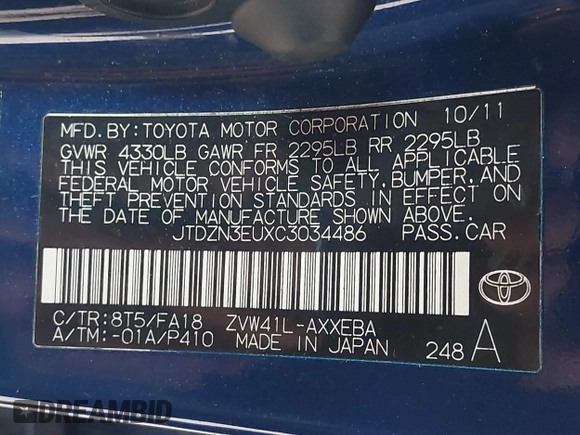 10/11
MFD. BY: TOYOTA MOTOR CORPORATION
GVWR 4330LB GAWR FR 2295LB RR 2295LB
THIS VEHICLE CONFORMS TO ALL APPLICABLE
FEDERAL MOTOR VEHICLE SAFETY, BUMPER, AND
THEFT PREVENTION STANDARDS IN EFFECT ON
THE DATE OF MANUFACTURE SHOWN ABOVE.
JTDZN3EUXC3034486 PASS. CAR
C/TR: 8T5/FA18 ZVW41L-AXXEBA
A/TM: -01A/P410 MADE IN JAPAN 248 A
DREAMBID